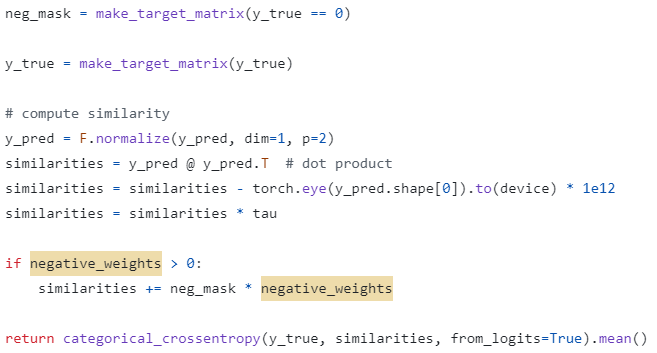 neg_mask = make_target_matrix(y_true == 0)
y_true = make_target_matrix(y_true)
# compute similarity
y_pred = F.normalize(y_pred, dim=1, p=2)
similarities = y_pred @ y_pred.T  # dot product
similarities = similarities - torch.eye(y_pred.shape[0]).to(device) * 1e12
similarities = similarities * tau
if negative_weights > 0:
    similarities += neg_mask * negative_weights
return categorical_crossentropy(y_true, similarities, from_logits=True).mean()